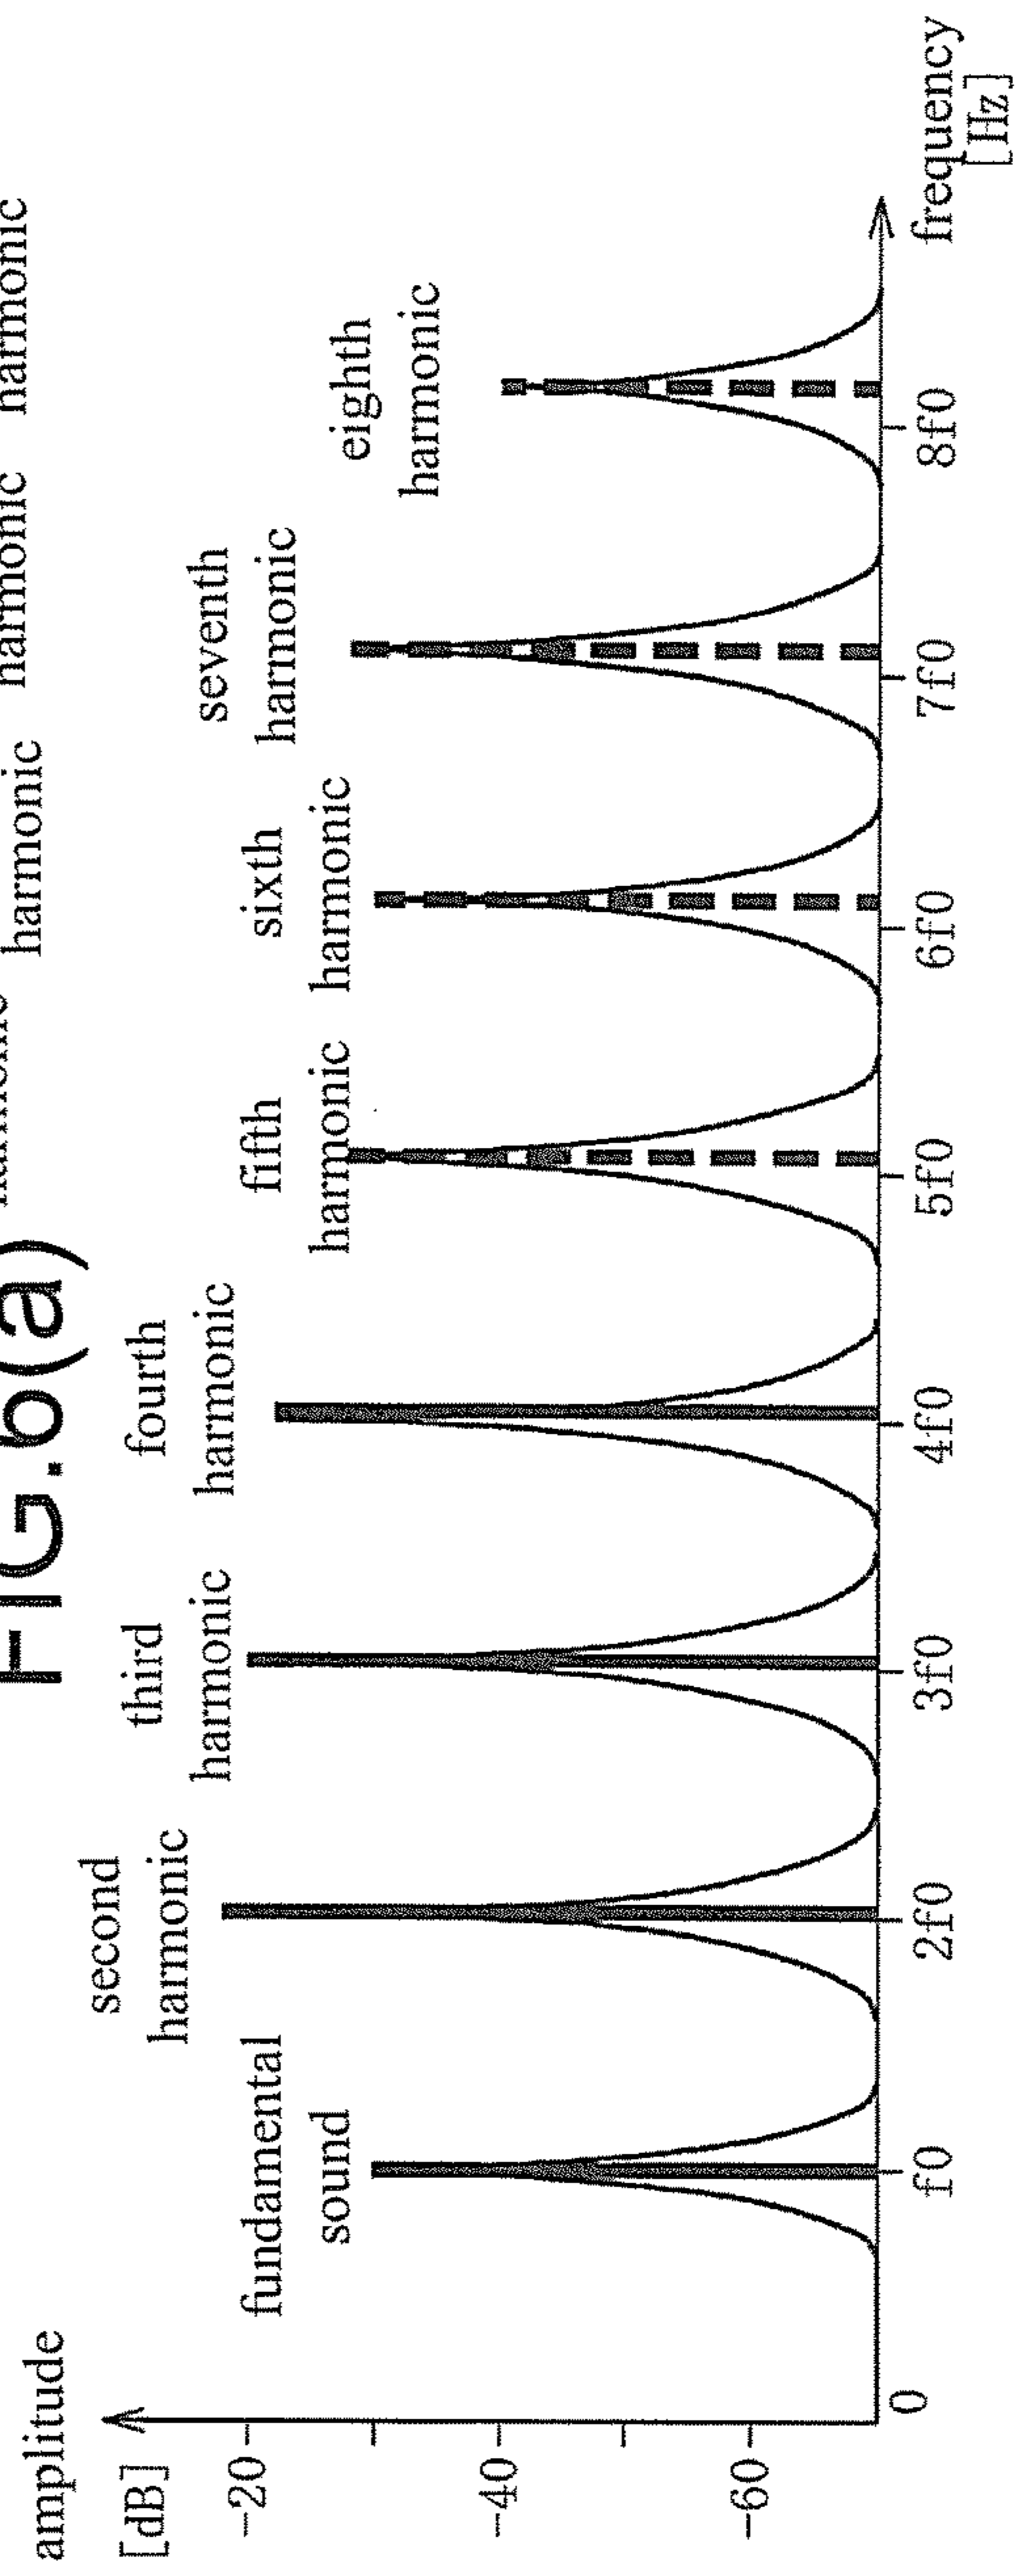 harmonic
harmonic
harmonic
FIG.6(a)
amplitude
[dB]
-20
-40
-60
fundamental
sound
second
harmonic
third
harmonic
fourth
harmonic
fifth
harmonic
sixth
harmonic
seventh
harmonic
eighth
harmonic
0
f0
2f0
3f0
4f0
5f0
6f0
7f0
8f0
frequency
[Hz]